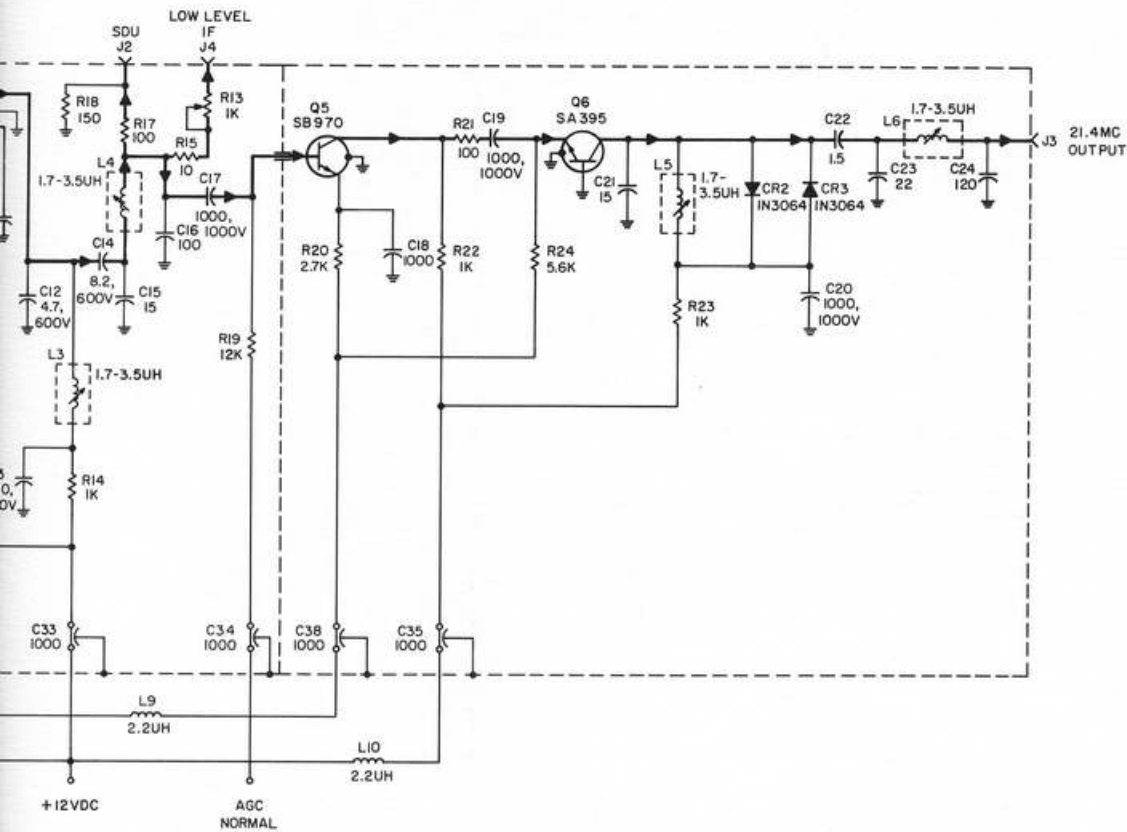 LOW LEVEL
IF
J4
SDU
J2
R18
150
R17
100
R13
1K
R15
10
L4
1.7-3.5UH
C17
1000,
1000V
C16
100
C14
8.2,
600V
C12
4.7,
600V
C15
15
L3
1.7-3.5UH
R19
12K
R14
1K
0,
0V
Q5
SB970
R21
100
C19
1000,
1000V
Q6
SA395
C22
1.5
L6
1.7-3.5UH
J3
21.4MC
OUTPUT
C21
15
L5
1.7-
3.5UH
CR2
1N3064
CR3
1N3064
C23
22
C24
120
R20
2.7K
C18
1000
R22
1K
R24
5.6K
R23
1K
C20
1000,
1000V
C33
1000
C34
1000
C38
1000
C35
1000
L9
2.2UH
L10
2.2UH
+12VDC
AGC
NORMAL